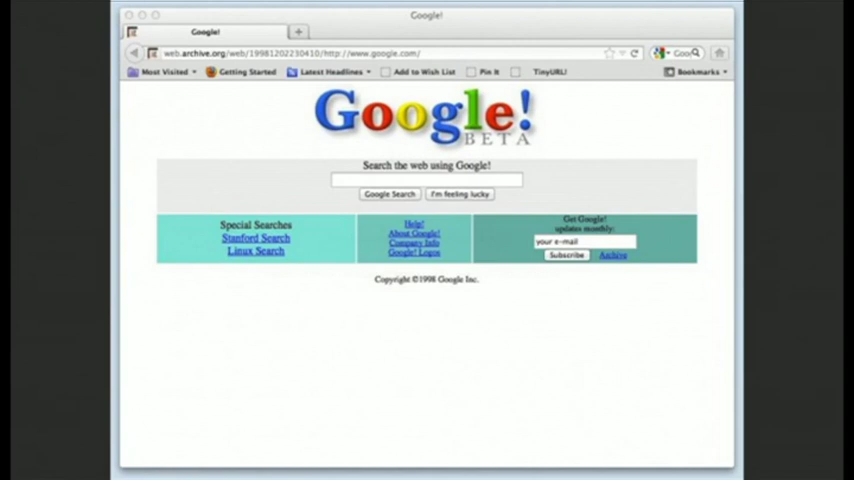 Google!
Google!
web.archive.org/web/19981202230410/http://www.google.com/
Goo
Most Visited
Getting Started
Latest Headlines
Add to Wish List
Pin It
TinyURL!
Bookmarks
Google!
BETA
Search the web using Google!
Google Search
I'm feeling lucky
Special Searches
Stanford Search
Linux Search
Help!
About Google!
Company Info
Google! Logos
Get Google!
updates monthly:
your e-mail
Subscribe
Archive
Copyright ©1998 Google Inc.